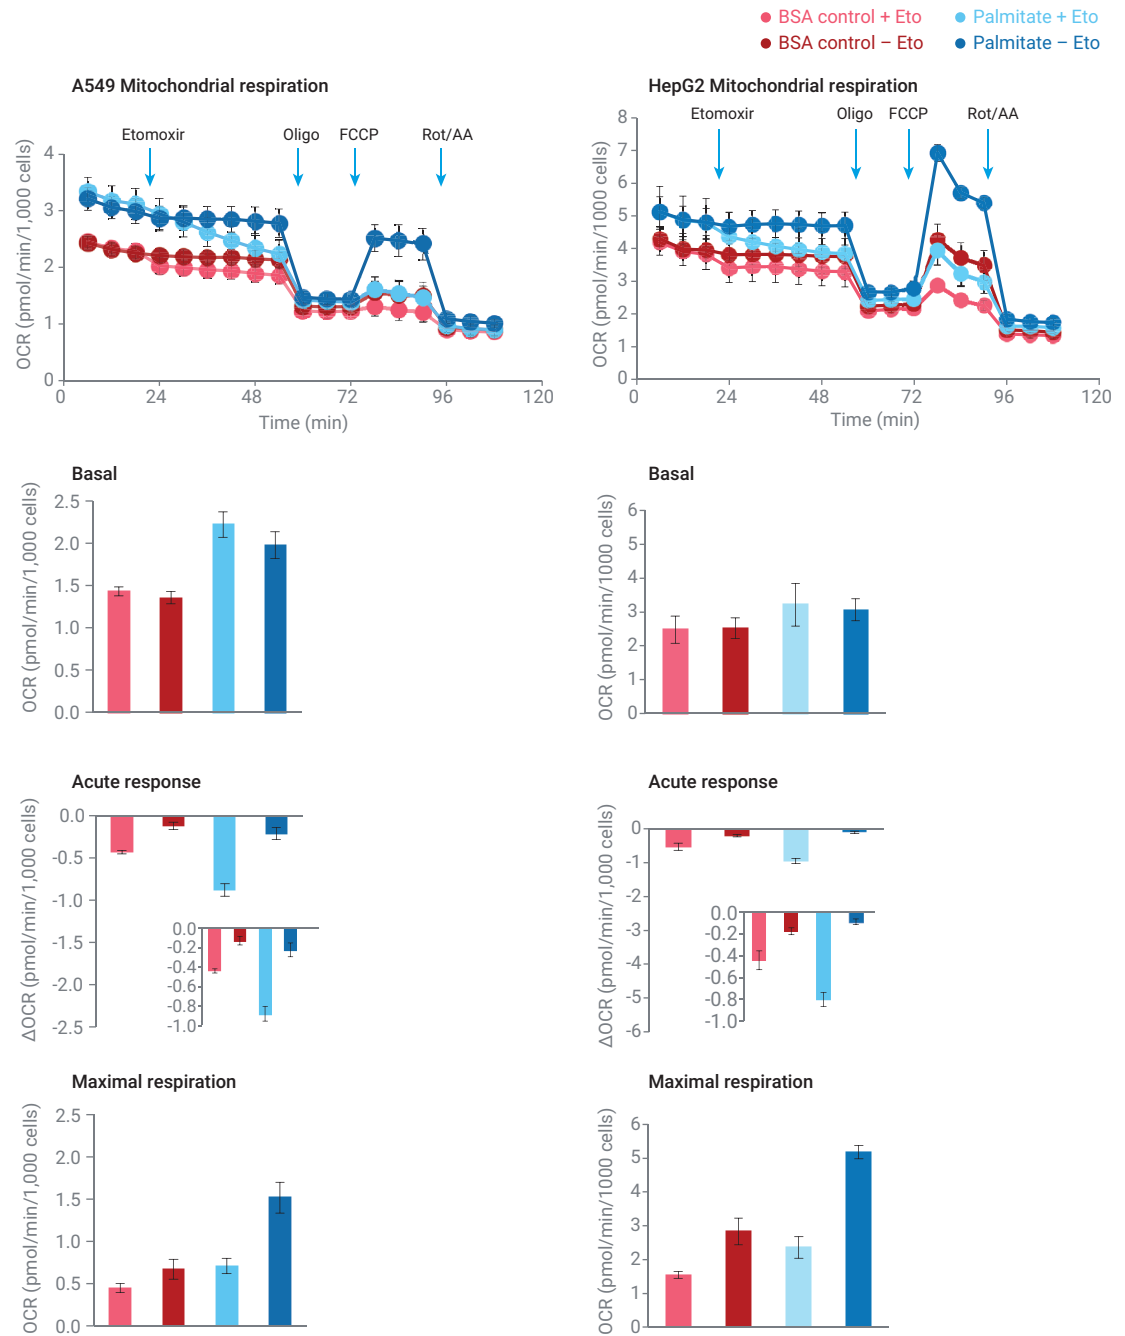 BSA control + Eto
Palmitate + Eto
BSA control – Eto
Palmitate – Eto
A549 Mitochondrial respiration
Etomoxir
Oligo
FCCP
Rot/AA
OCR (pmol/min/1,000 cells)
4
3
2
1
0
0
24
48
72
96
120
Time (min)
HepG2 Mitochondrial respiration
Etomoxir
Oligo
FCCP
Rot/AA
OCR (pmol/min/1000 cells)
8
7
6
5
4
3
2
1
0
0
24
48
72
96
120
Time (min)
Basal
OCR (pmol/min/1,000 cells)
2.5
2.0
1.5
1.0
0.5
0.0
Basal
OCR (pmol/min/1000 cells)
6
5
4
3
2
1
0
Acute response
ΔOCR (pmol/min/1,000 cells)
0.0
-0.5
-1.0
-1.5
-2.0
-2.5
0.0
-0.2
-0.4
-0.6
-0.8
-1.0
Acute response
ΔOCR (pmol/min/1,000 cells)
0
-1
-2
-3
-4
-5
-6
0.0
-0.2
-0.4
-0.6
-0.8
-1.0
Maximal respiration
OCR (pmol/min/1,000 cells)
2.5
2.0
1.5
1.0
0.5
0.0
Maximal respiration
OCR (pmol/min/1000 cells)
6
5
4
3
2
1
0